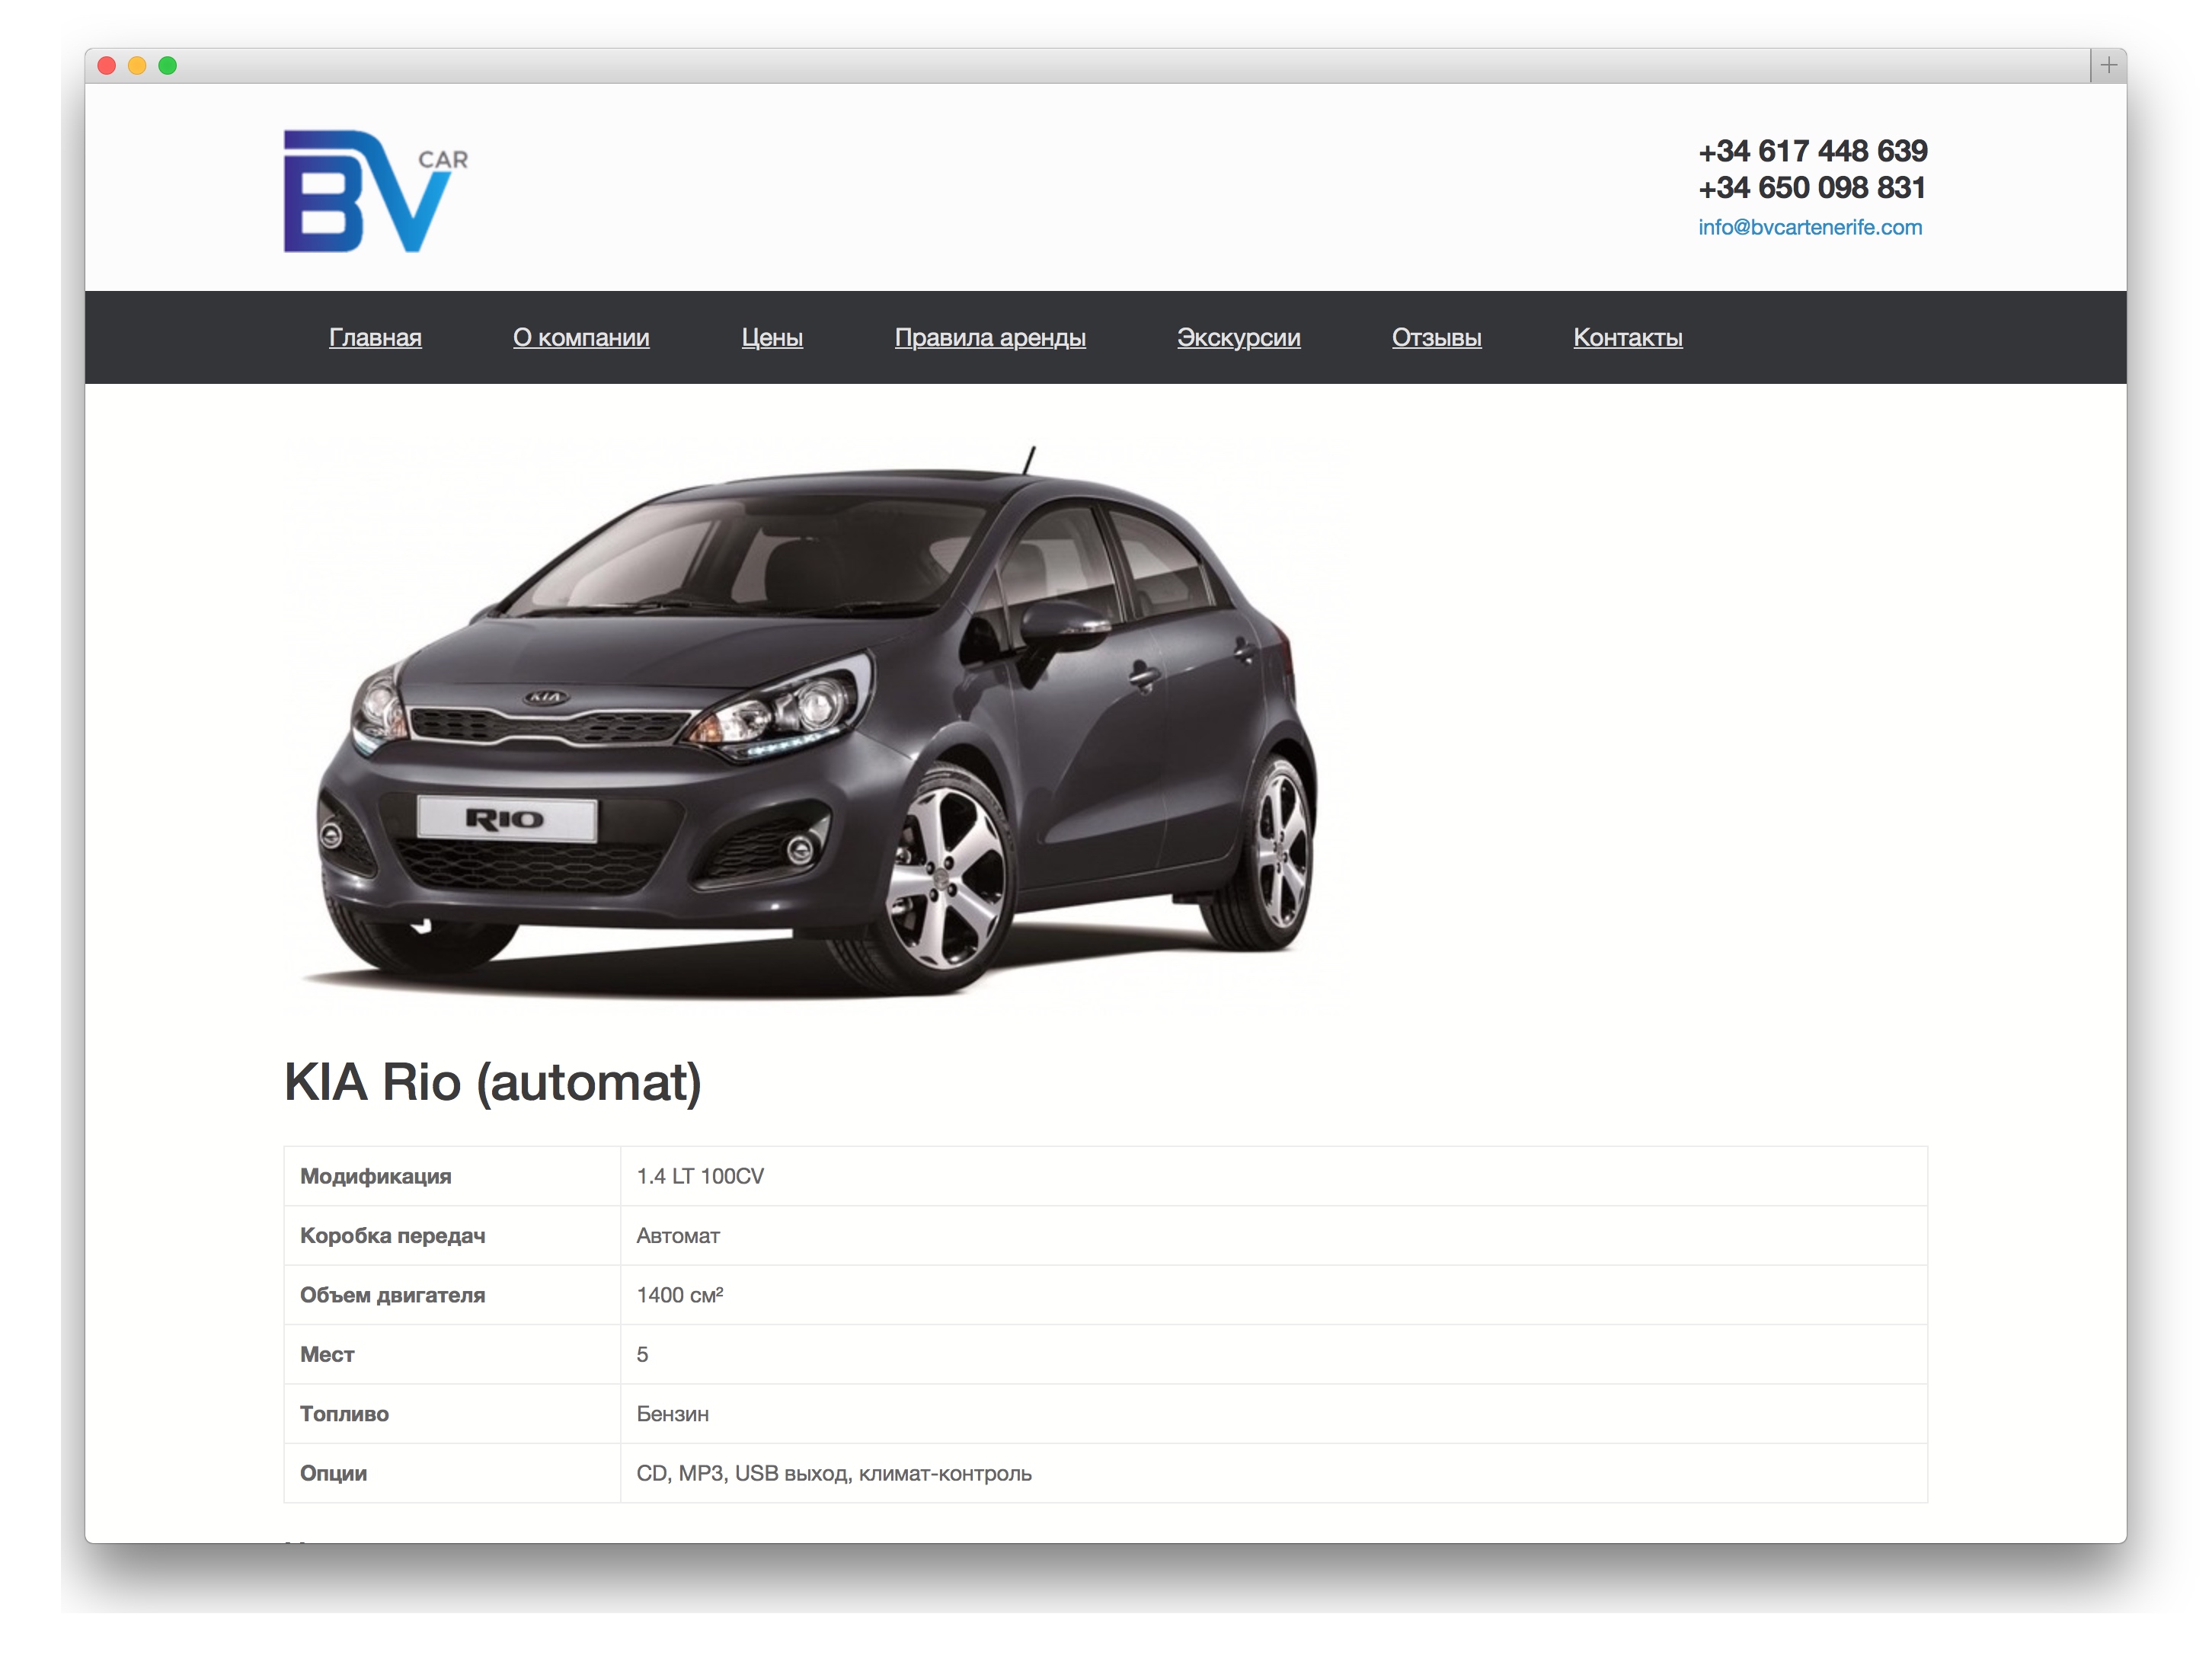 BV CAR
+34 617 448 639
+34 650 098 831
info@bvcartenerife.com
Главная О компании Цены Правила аренды Экскурсии Отзывы Контакты
KIA
RIO
KIA Rio (automat)
Модификация 1.4 LT 100CV
Коробка передач Автомат
Объем двигателя 1400 см²
Мест 5
Топливо Бензин
Опции CD, MP3, USB выход, климат-контроль